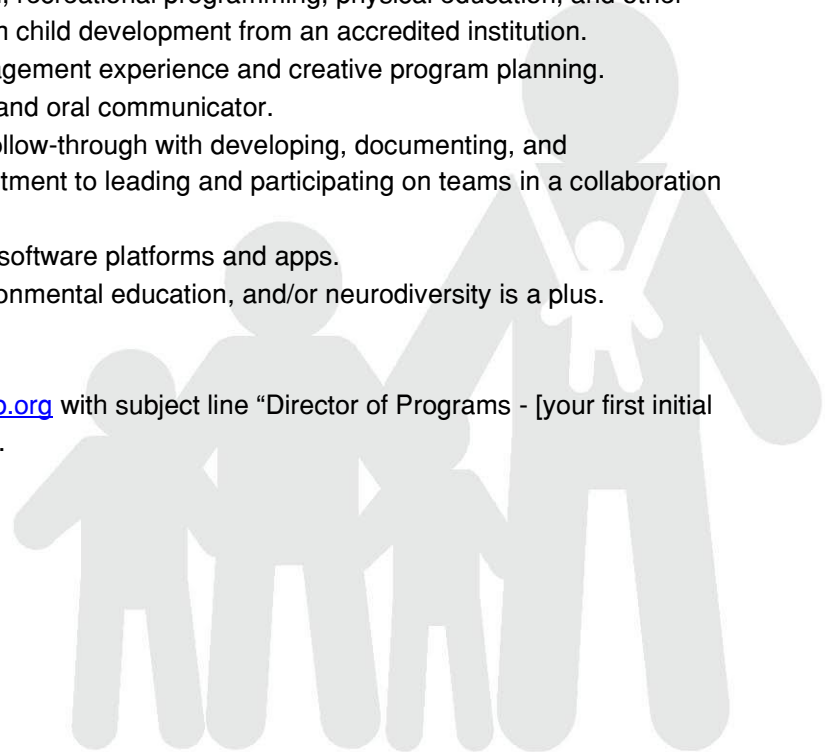 recreational programming, physical education, and other
child development from an accredited institution.
agement experience and creative program planning.
and oral communicator.
ollow-through with developing, documenting, and
tment to leading and participating on teams in a collaboration
software platforms and apps.
onmental education, and/or neurodiversity is a plus.
o.org with subject line “Director of Programs - [your first initial
.